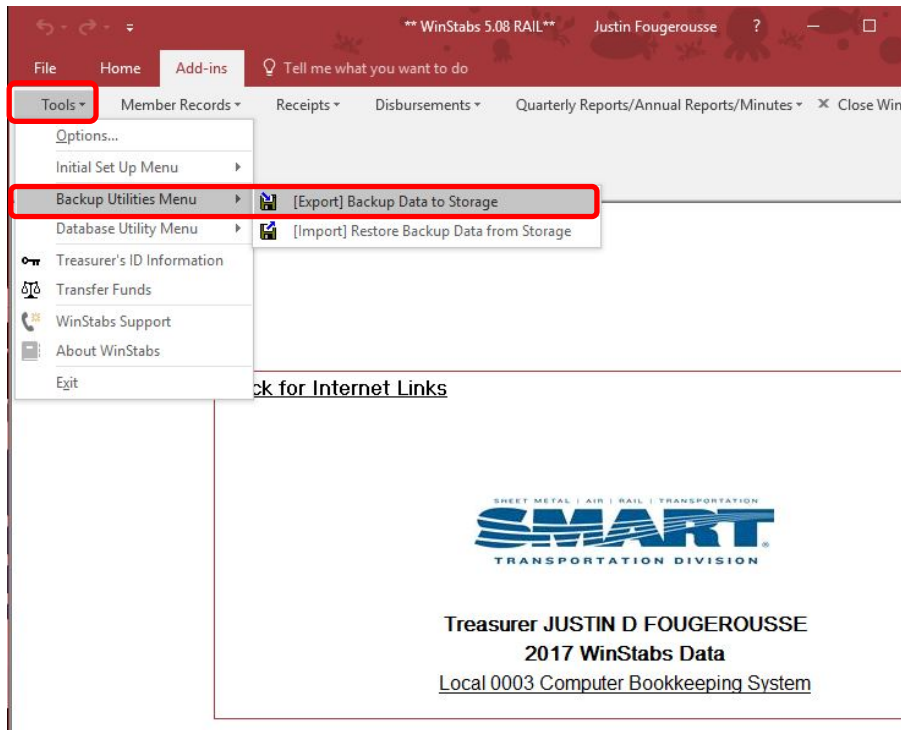 ** WinStabs 5.08 RAIL** Justin Fougerousse ?
File Home Add-ins Tell me what you want to do
Tools Member Records Receipts Disbursements Quarterly Reports/Annual Reports/Minutes Close Win
Options...
Initial Set Up Menu
Backup Utilities Menu [Export] Backup Data to Storage
Database Utility Menu [Import] Restore Backup Data from Storage
Treasurer's ID Information
Transfer Funds
WinStabs Support
About WinStabs
Exit
ck for Internet Links
SHEET METAL | AIR | RAIL | TRANSPORTATION
SMART®
TRANSPORTATION DIVISION
Treasurer JUSTIN D FOUGEROUSSE
2017 WinStabs Data
Local 0003 Computer Bookkeeping System